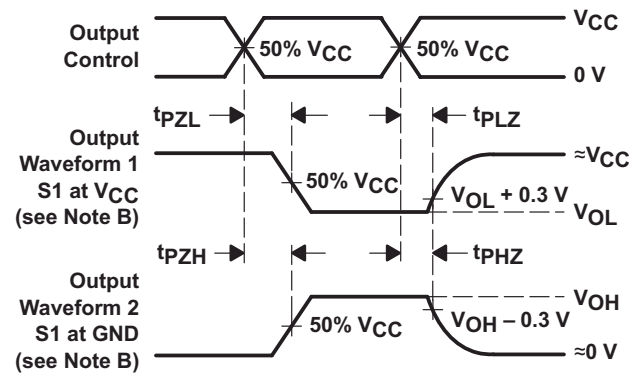 Output
Control
50% VCC
50% VCC
VCC
0 V
tPZL
tPLZ
Output
Waveform 1
S1 at VCC
(see Note B)
50% VCC
≈VCC
VOL + 0.3 V
VOL
tPZH
tPHZ
Output
Waveform 2
S1 at GND
(see Note B)
50% VCC
VOH
VOH – 0.3 V
≈0 V